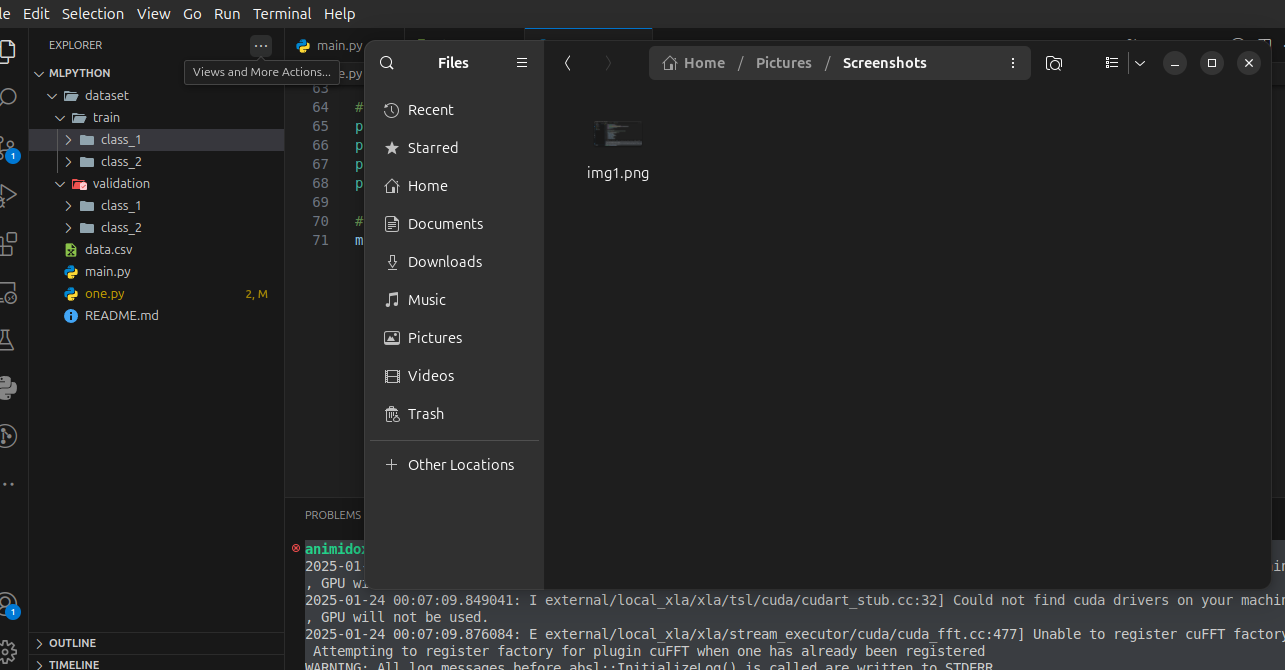 le Edit Selection View Go Run Terminal Help
EXPLORER
Views and More Actions...
MLPYTHON
dataset
train
class_1
class_2
validation
class_1
class_2
data.csv
main.py
one.py 2, M
README.md
OUTLINE
TIMELINE
1
1
main.py
e.py
63
64 #
65 p
66 p
67 p
68 p
69
70 #
71 m
Files
Home / Pictures / Screenshots
Recent
Starred
Home
Documents
Downloads
Music
Pictures
Videos
Trash
Other Locations
img1.png
PROBLEMS
animido
2025-01-
, GPU wi
2025-01-24 00:07:09.849041: I external/local_xla/xla/tsl/cuda/cudart_stub.cc:32] Could not find cuda drivers on your machin
, GPU will not be used.
2025-01-24 00:07:09.876084: E external/local_xla/xla/stream_executor/cuda/cuda_fft.cc:477] Unable to register cuFFT factory
Attempting to register factory for plugin cuFFT when one has already been registered
WARNING: All log messages before absl::InitializeLog() is called are written to STDERR